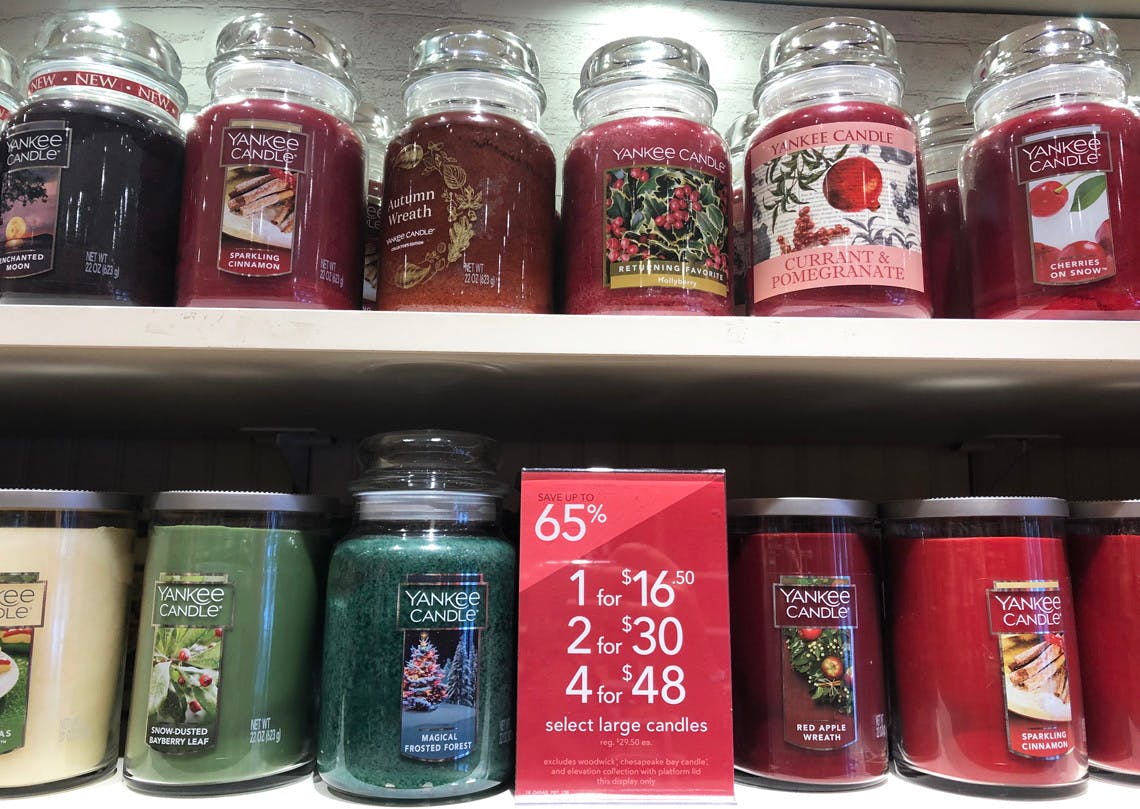 NEW • NEW • NEW
YANKEE
CANDLE®
ENCHANTED
MOON
NET WT
22 OZ (623 g)
YANKEE
CANDLE®
SPARKLING
CINNAMON
NET WT
22 OZ (623 g)
Autumn
Wreath
YANKEE CANDLE®
COLLECTOR'S EDITION
NET WT
22 OZ (623 g)
YANKEE CANDLE
RETURNING FAVORITE
Hollyberry
YANKEE CANDLE
CURRANT &
POMEGRANATE
YANKEE
CANDLE®
CHERRIES
ON SNOW™
YANKEE
CANDLE®
SNOW-DUSTED
BAYBERRY LEAF
NET WT
22 OZ (623 g)
YANKEE
CANDLE®
MAGICAL
FROSTED FOREST
SAVE UP TO
65%
1 for $16.50
2 for $30
4 for $48
select large candles
reg. $29.50 ea.
excludes woodwick®, chesapeake bay candle®,
and elevation collection with platform lid
this display only
YANKEE
CANDLE®
RED APPLE
WREATH
YANKEE
CANDLE®
SPARKLING
CINNAMON